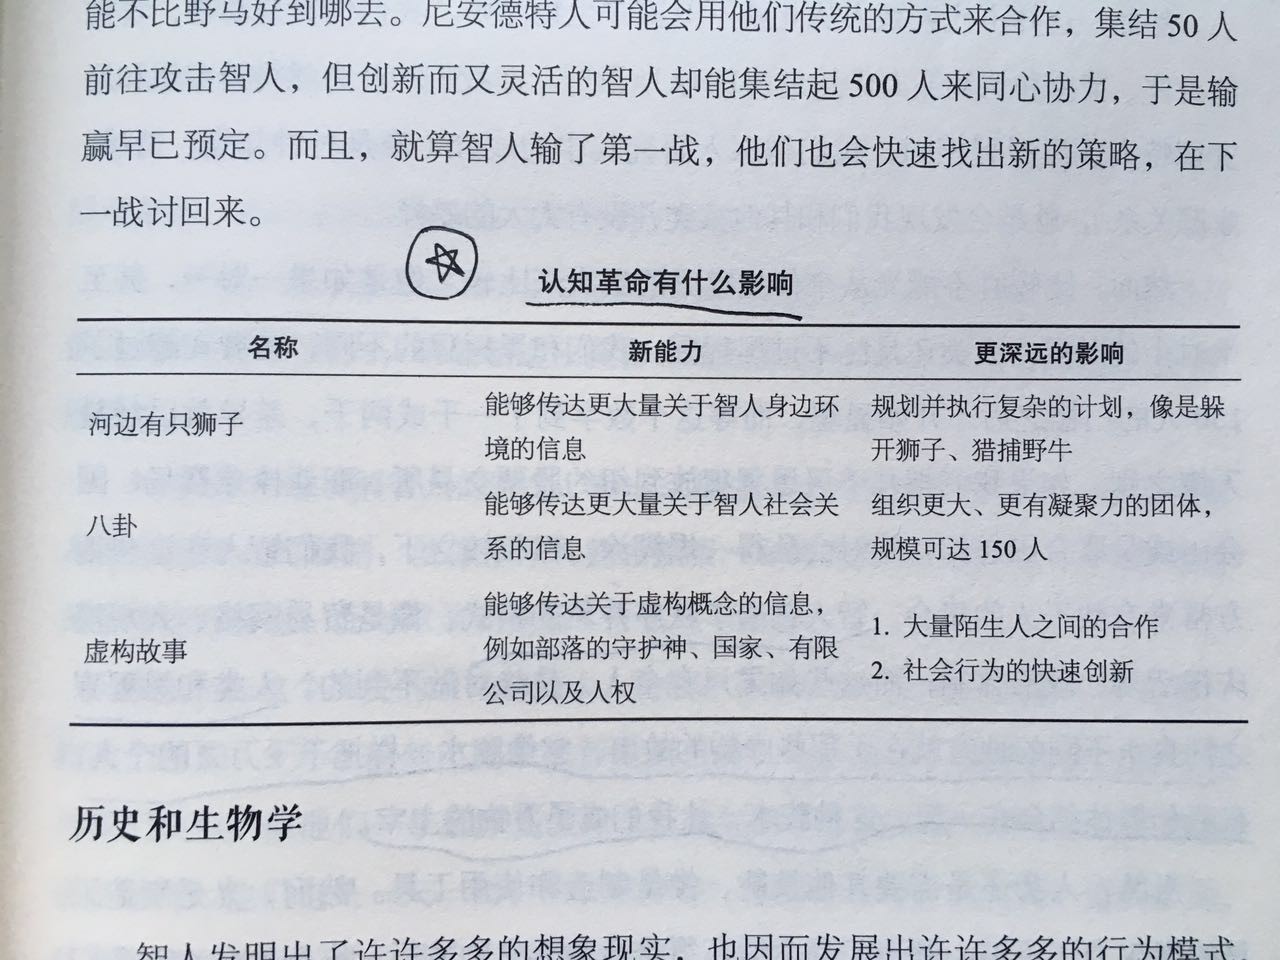 能不比野马好到哪去。尼安德特人可能会用他们传统的方式来合作，集结 50 人
前往攻击智人，但创新而又灵活的智人却能集结起 500 人来同心协力，于是输
赢早已预定。而且，就算智人输了第一战，他们也会快速找出新的策略，在下
一战讨回来。
认知革命有什么影响
名称 新能力 更深远的影响
河边有只狮子
能够传达更大量关于智人身边环
境的信息
规划并执行复杂的计划，像是躲
开狮子、猎捕野牛
八卦
能够传达更大量关于智人社会关
系的信息
组织更大、更有凝聚力的团体，
规模可达 150 人
虚构故事
能够传达关于虚构概念的信息，
例如部落的守护神、国家、有限
公司以及人权
1. 大量陌生人之间的合作
2. 社会行为的快速创新
历史和生物学
智人发明出了许许多多的想象现实，也因而发展出许许多多的行为模式，